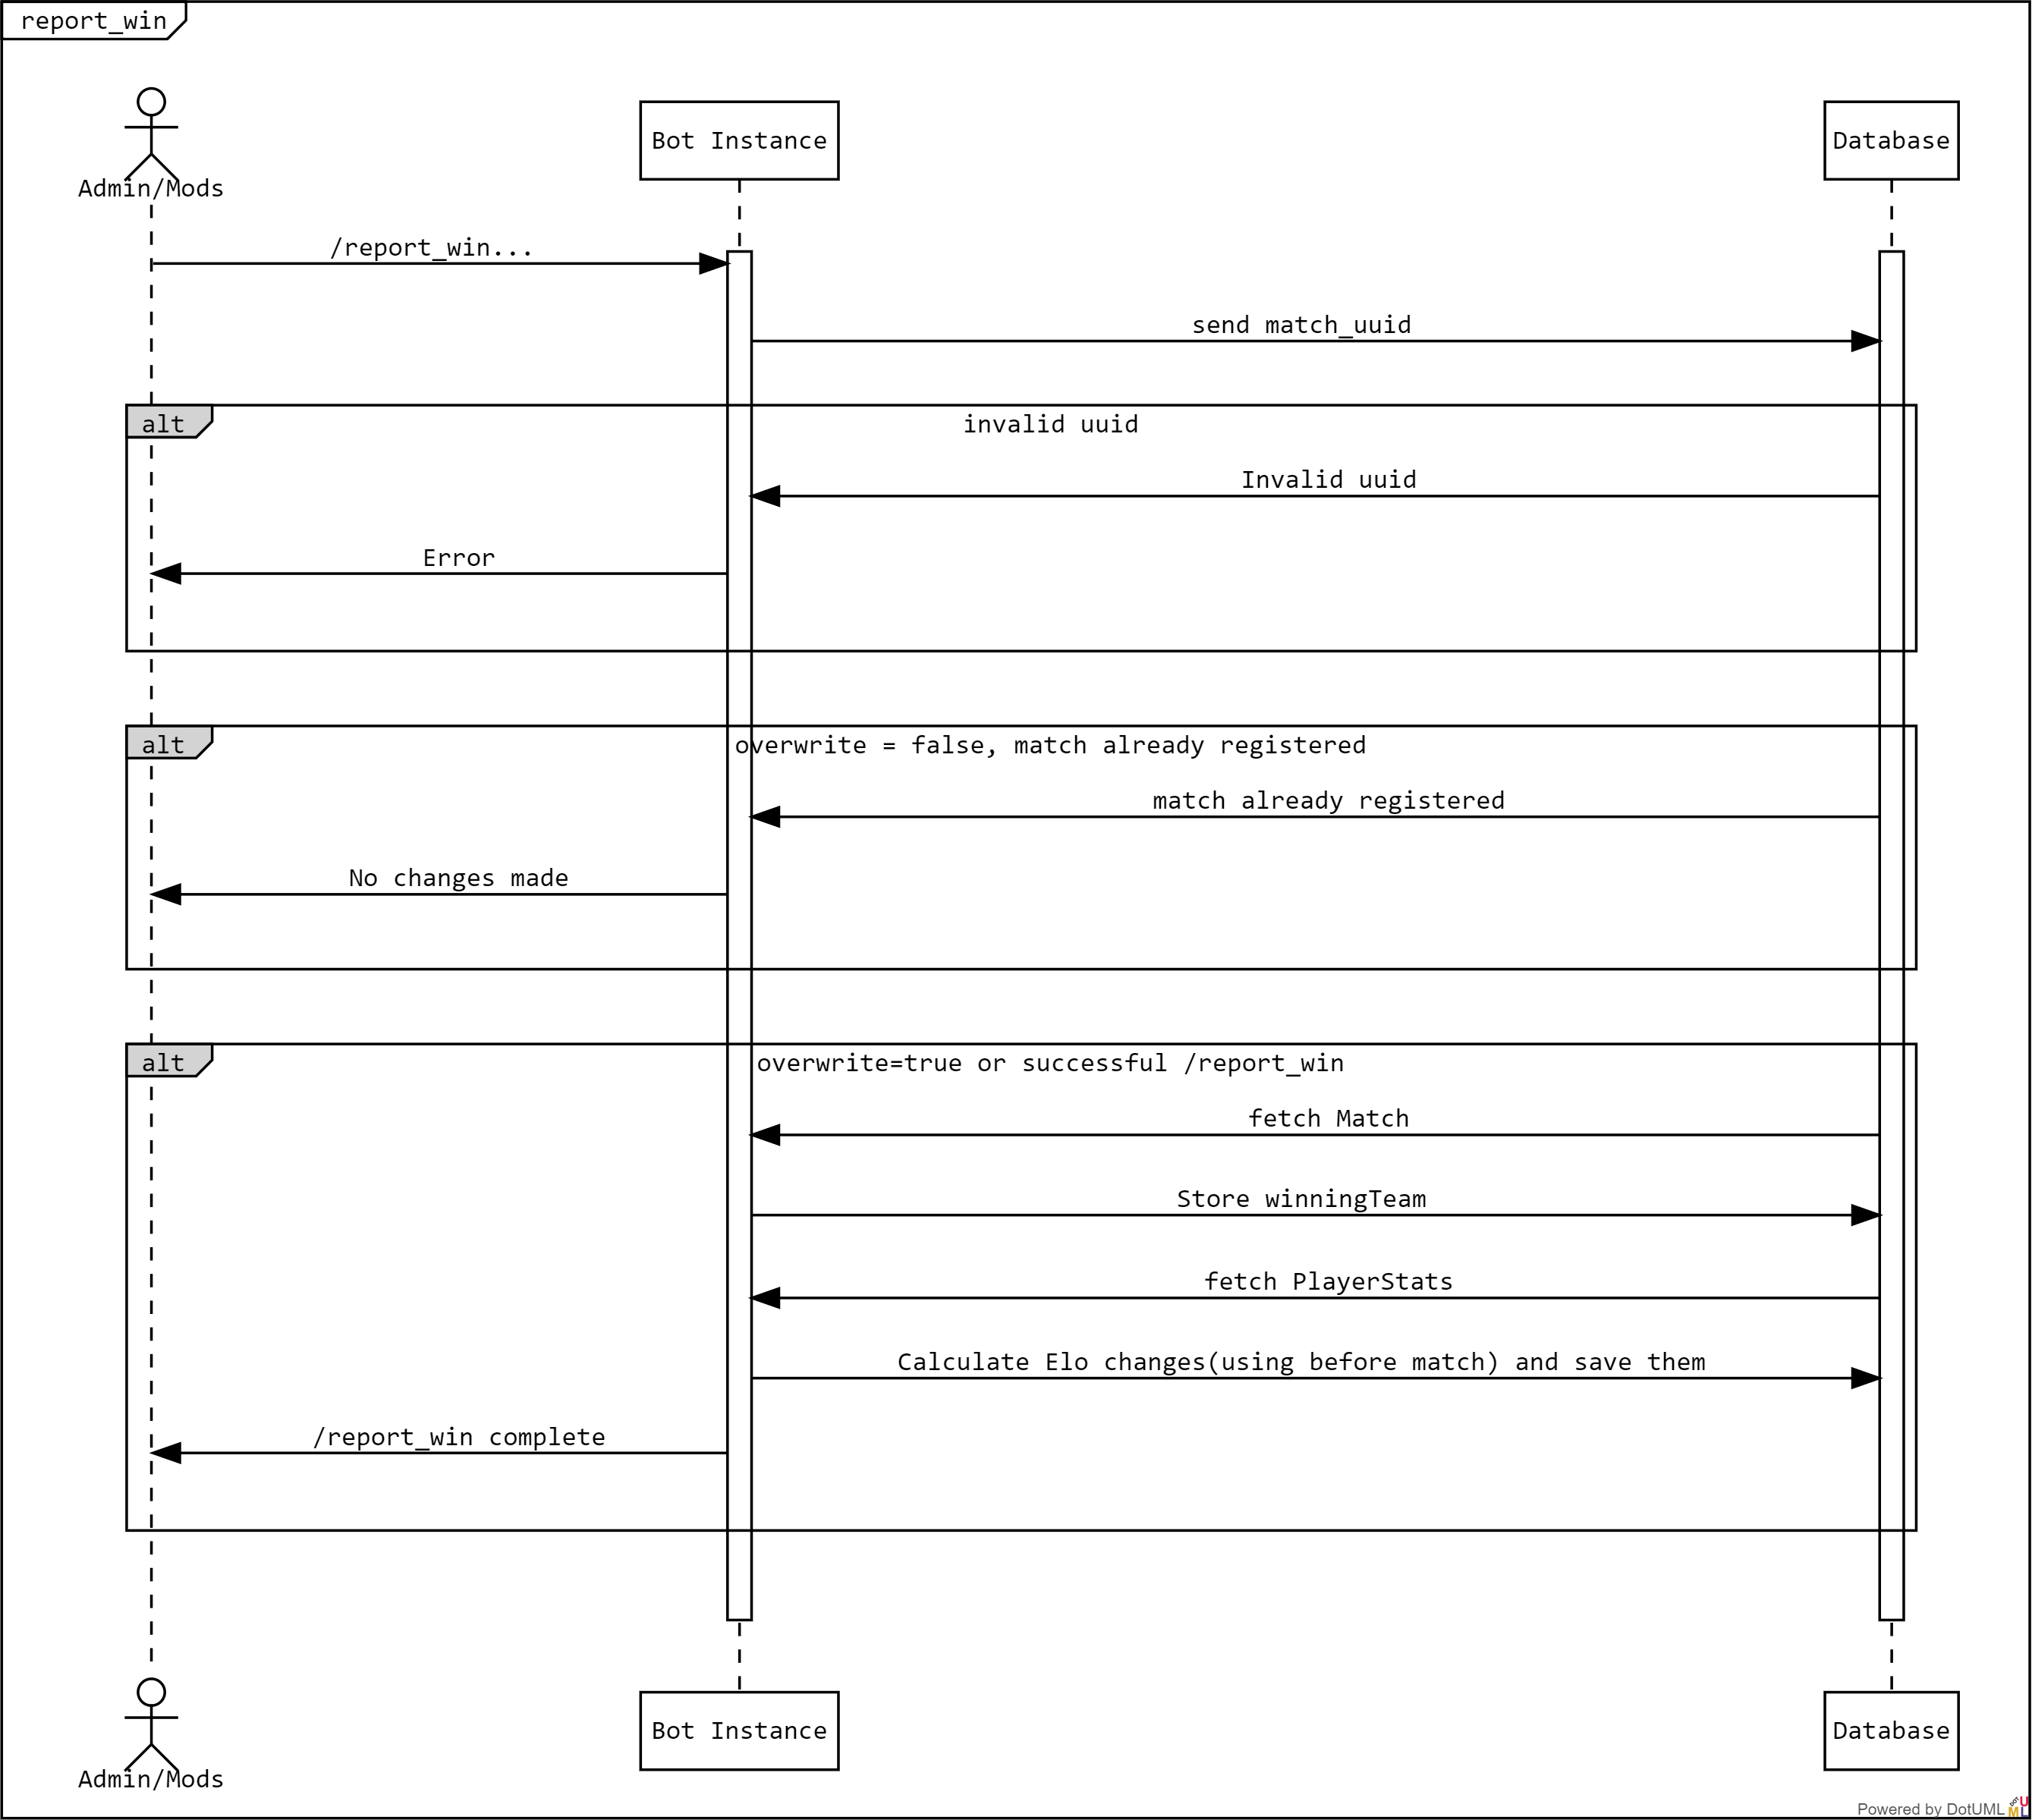 report_win
Admin/Mods
Bot Instance
Database
/report_win...
send match_uuid
alt
invalid uuid
Invalid uuid
Error
alt
overwrite = false, match already registered
match already registered
No changes made
alt
overwrite=true or successful /report_win
fetch Match
Store winningTeam
fetch PlayerStats
Calculate Elo changes(using before match) and save them
/report_win complete
Admin/Mods
Bot Instance
Database
Powered by DotUML
Dot U
M L